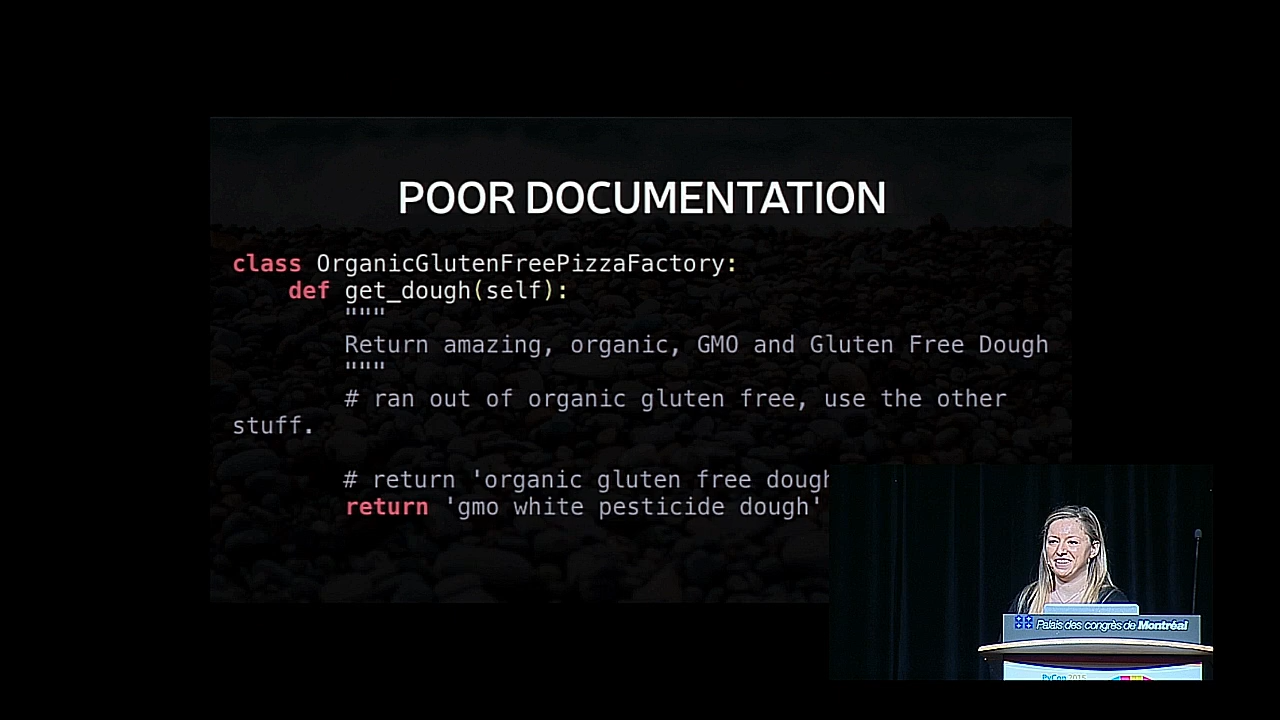 POOR DOCUMENTATION
class OrganicGlutenFreePizzaFactory:
def get_dough(self):
"""
Return amazing, organic, GMO and Gluten Free Dough
"""
# ran out of organic gluten free, use the other
stuff.
# return 'organic gluten free dough
return 'gmo white pesticide dough'
Palais des congrès de Montréal
PyCon 2015